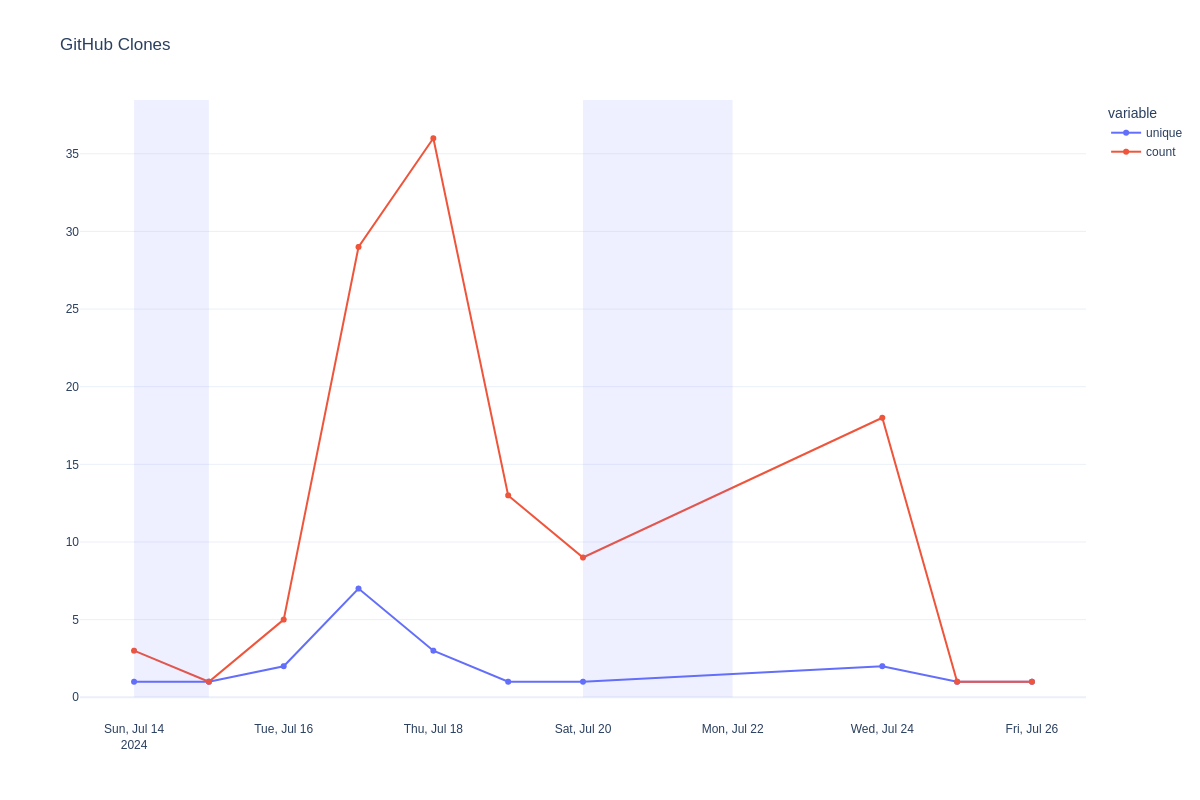 GitHub Clones
variable
unique
count
35
30
25
20
15
10
5
0
Sun, Jul 14
2024
Tue, Jul 16
Thu, Jul 18
Sat, Jul 20
Mon, Jul 22
Wed, Jul 24
Fri, Jul 26